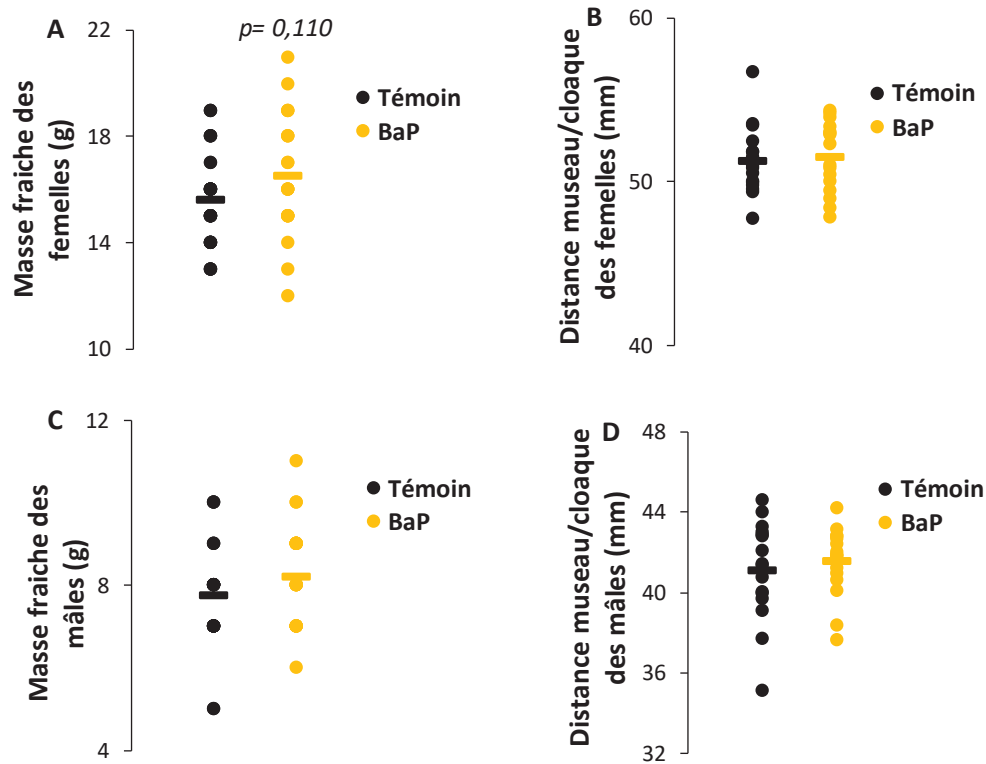 A
p= 0,110
22
18
14
10
Masse fraiche des
femelles (g)
Témoin
BaP
B
60
50
40
Distance museau/cloaque
des femelles (mm)
Témoin
BaP
C
12
8
4
Masse fraiche des
mâles (g)
Témoin
BaP
D
48
44
40
36
32
Distance museau/cloaque
des mâles (mm)
Témoin
BaP